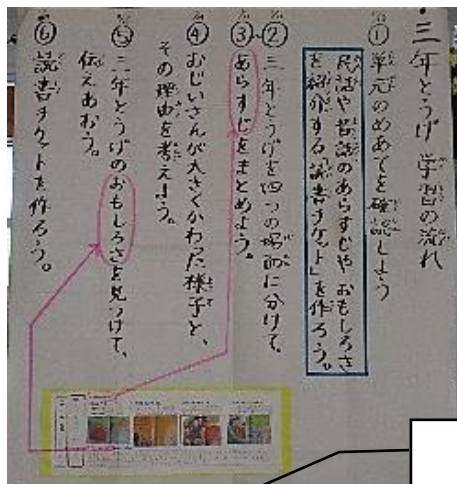 ・三年とうげ 学習の流れ
① 単元のめあてを確認しよう
民話や昔話のあらすじや おもしろさ
を紹介する「読書チケット」を作ろう。
② 三年とうげを四つの場面に分けて、
③ あらすじをまとめよう。
④ おじいさんが大きくかわった様子と、
その理由を考えよう。
⑤ 三年とうげのおもしろさを見つけて、
伝えあおう。
⑥ 読書チケットを作ろう。